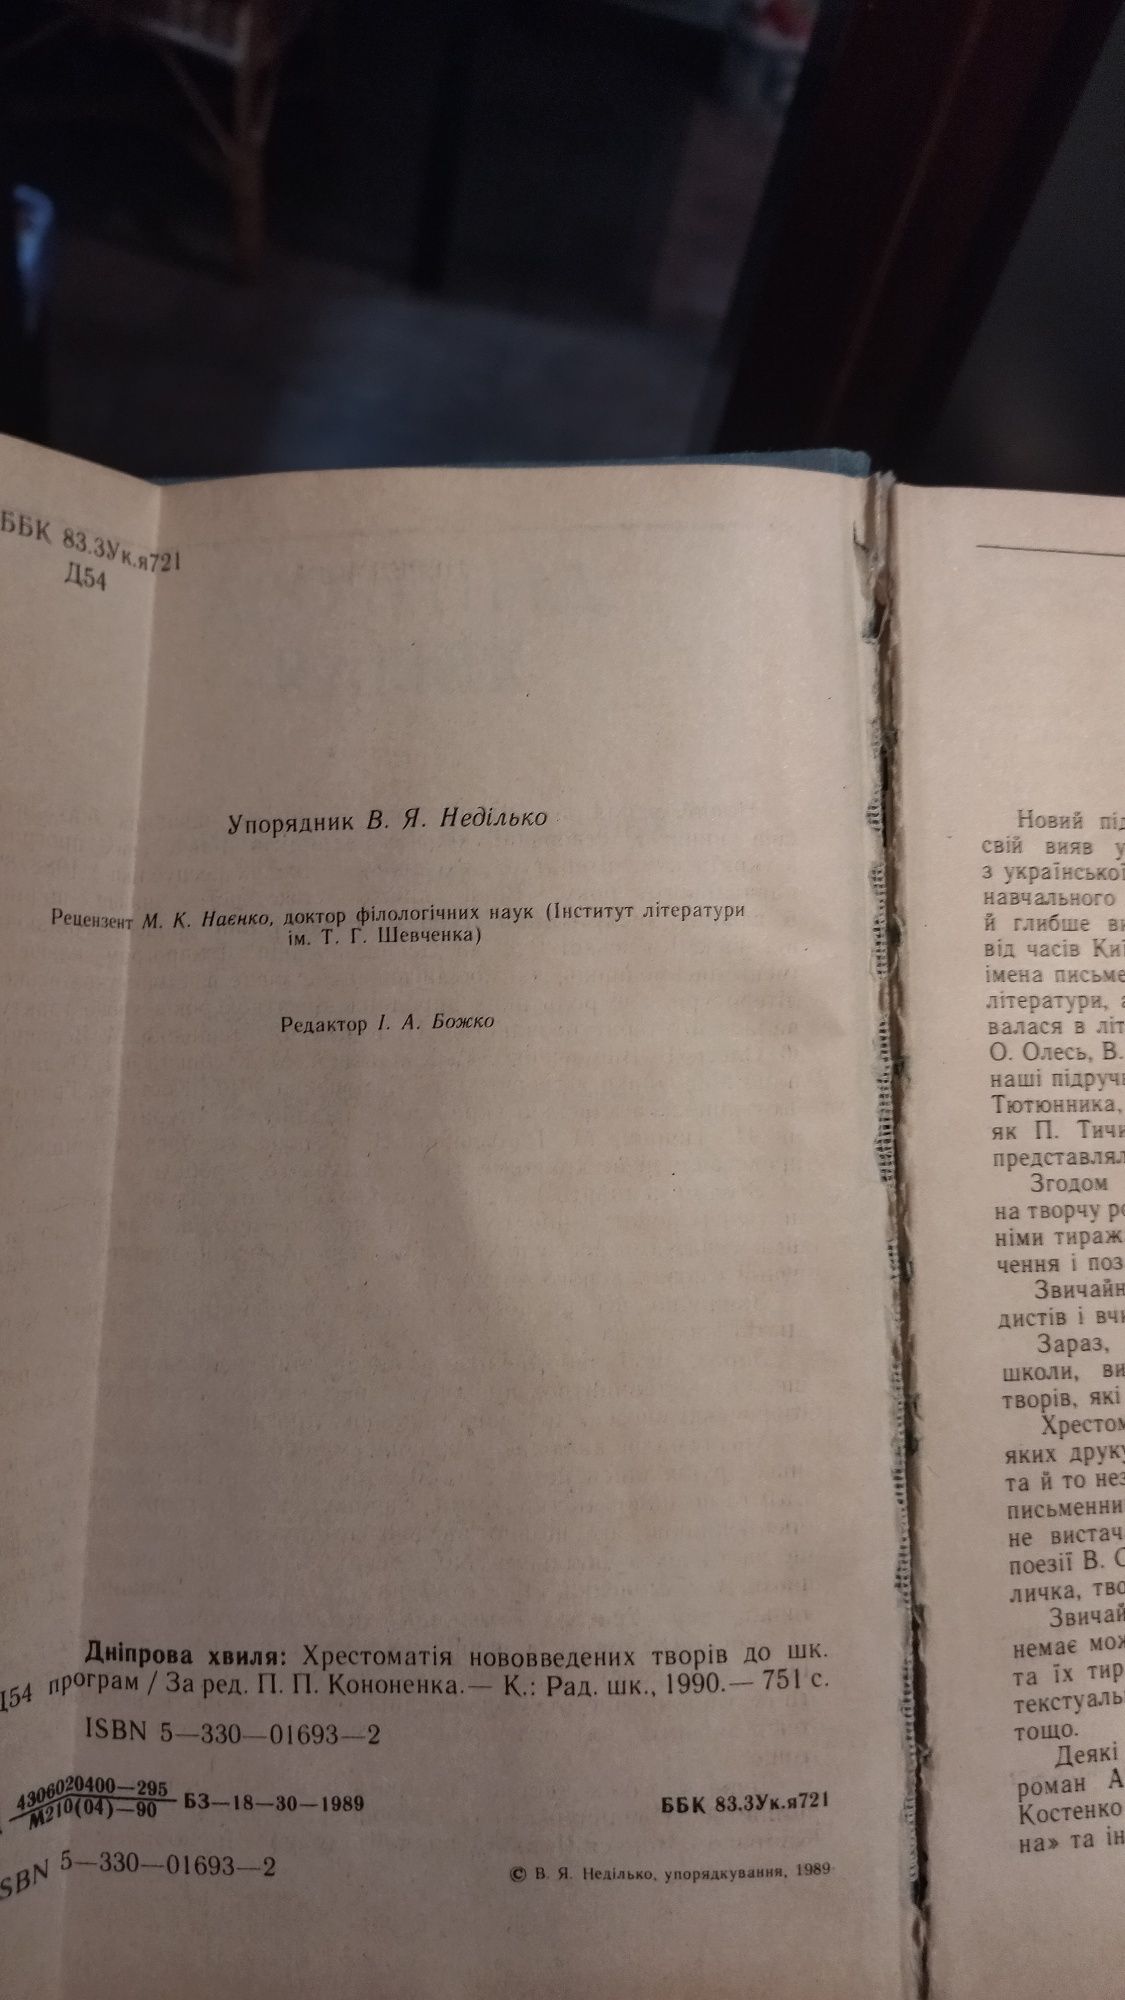 ББК 83.3Ук.я721
Д54
Упорядник В. Я. Неділько
Рецензент М. К. Наєнко, доктор філологічних наук (Інститут літератури
ім. Т. Г. Шевченка)
Редактор І. А. Божко
Дніпрова хвиля: Хрестоматія нововведених творів до шк.
Д54 програм / За ред. П. П. Кононенка.— К.: Рад. шк., 1990.— 751 с.
ISBN 5—330—01693—2
4306020400—295
М210(04)—90
БЗ—18—30—1989
ББК 83.3Ук.я721
ISBN 5—330—01693—2
© В. Я. Неділько, упорядкування, 1989
Новий під
свій вияв у
з української
навчального
й глибше ви
від часів Киї
імена письме
літератури, а
валася в літ
О. Олесь, В.
наші підручн
Тютюнника,
як П. Тичи
представлял
Згодом
на творчу ро
німи тираж
чення і поз
Звичайн
дистів і вчи
Зараз,
школи, ви
творів, які
Хрестом
яких друку
та й то нез
письменни
не вистач
поезії В. С
личка, тво
Звичай
немає мож
та їх тир
текстуаль
тощо.
Деякі
роман А
Костенко
на» та ін